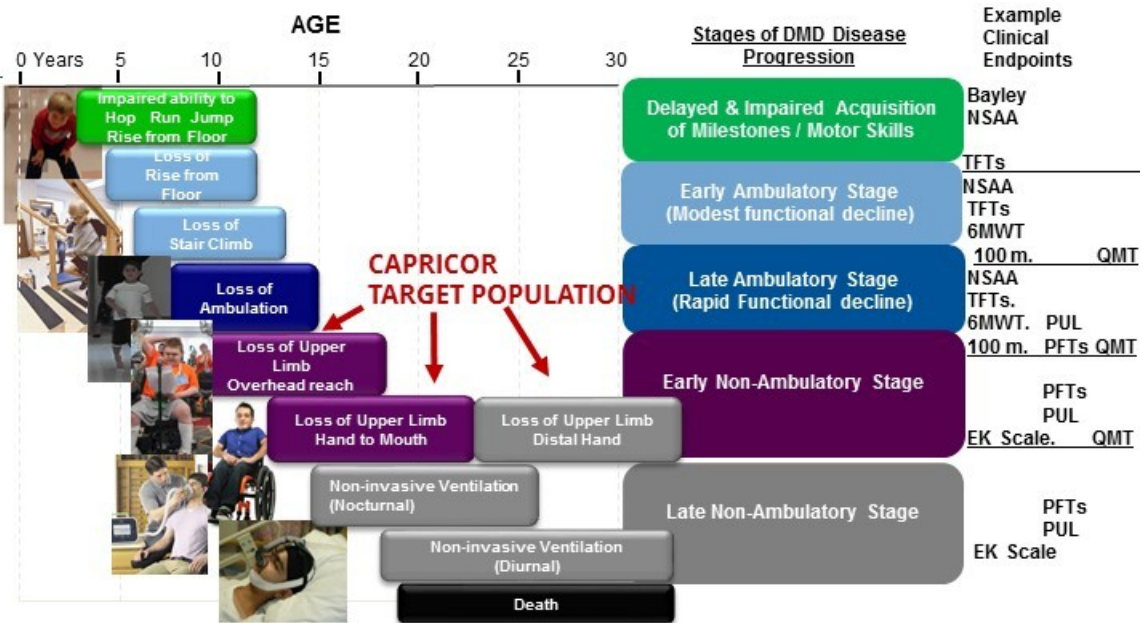 AGE
0 Years 5 10 15 20 25 30
Stages of DMD Disease
Progression
Example
Clinical
Endpoints
Impaired ability to
Hop Run Jump
Rise from Floor
Loss of
Rise from
Floor
Loss of
Stair Climb
Loss of
Ambulation
Loss of Upper
Limb
Overhead reach
Loss of Upper Limb
Hand to Mouth
Loss of Upper Limb
Distal Hand
Non-invasive Ventilation
(Nocturnal)
Non-invasive Ventilation
(Diurnal)
Death
CAPRICOR
TARGET POPULATION
Delayed & Impaired Acquisition
of Milestones / Motor Skills
Early Ambulatory Stage
(Modest functional decline)
Late Ambulatory Stage
(Rapid Functional decline)
Early Non-Ambulatory Stage
Late Non-Ambulatory Stage
Bayley
NSAA
TFTs
NSAA
TFTs
6MWT
100 m. QMT
NSAA
TFTs.
6MWT. PUL
100 m. PFTs QMT
PFTs
PUL
EK Scale. QMT
PFTs
PUL
EK Scale